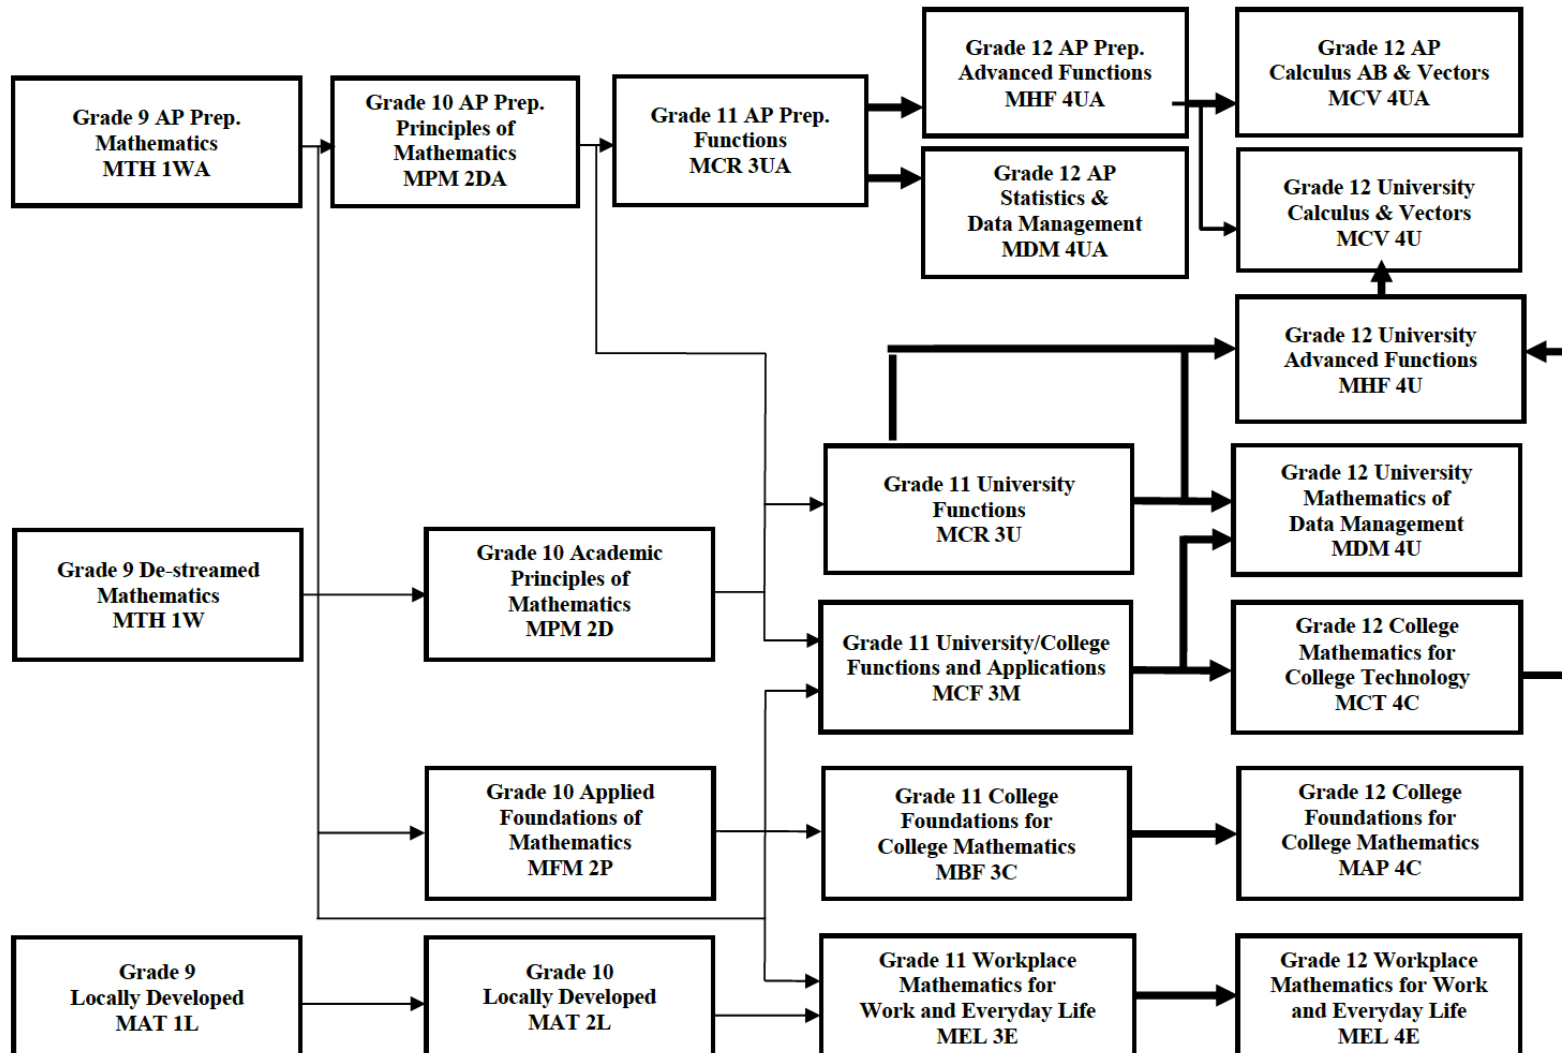 Grade 9 AP Prep.
Mathematics
MTH 1WA
Grade 10 AP Prep.
Principles of
Mathematics
MPM 2DA
Grade 11 AP Prep.
Functions
MCR 3UA
Grade 12 AP Prep.
Advanced Functions
MHF 4UA
Grade 12 AP
Calculus AB & Vectors
MCV 4UA
Grade 12 AP
Statistics &
Data Management
MDM 4UA
Grade 12 University
Calculus & Vectors
MCV 4U
Grade 12 University
Advanced Functions
MHF 4U
Grade 9 De-streamed
Mathematics
MTH 1W
Grade 10 Academic
Principles of
Mathematics
MPM 2D
Grade 11 University
Functions
MCR 3U
Grade 12 University
Mathematics of
Data Management
MDM 4U
Grade 11 University/College
Functions and Applications
MCF 3M
Grade 12 College
Mathematics for
College Technology
MCT 4C
Grade 10 Applied
Foundations of
Mathematics
MFM 2P
Grade 11 College
Foundations for
College Mathematics
MBF 3C
Grade 12 College
Foundations for
College Mathematics
MAP 4C
Grade 9
Locally Developed
MAT 1L
Grade 10
Locally Developed
MAT 2L
Grade 11 Workplace
Mathematics for
Work and Everyday Life
MEL 3E
Grade 12 Workplace
Mathematics for Work
and Everyday Life
MEL 4E